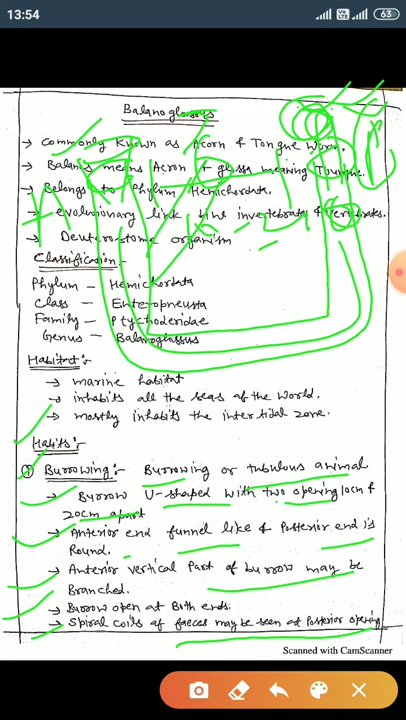 13:54
63
Balanoglossus
→ Commonly Known as Acorn & Tongue Worm.
→ Balanus means Acron & glossa meaning Tounge.
→ Belongs to Phylum Hemichordata.
→ evolutionary link btwn invertebrates & vertebrates.
→ Deuterostome organism
Classification:-
Phylum - Hemichordata
Class - Enteropneusta
Family - Ptychoderidae
Genus - Balanoglossus
Habitat:-
→ marine habitat
→ inhabits all the seas of the World.
→ mostly inhabits the intertidal zone.
Habits:-
① Burrowing:- Burrowing or tubulous animal
→ Burrow U-shaped with two opening 10cm &
20cm apart
→ Anterior end funnel like & Posterior end is
Round.
→ Anterior vertical Part of burrow may be
Branched.
→ Burrow open at Both ends.
→ Spiral coils of faeces may be seen at Posterior opening
Scanned with CamScanner